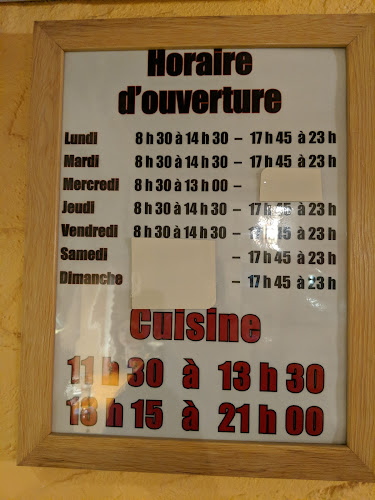 Horaire
d'ouverture
Lundi 8 h 30 à 14 h 30 – 17 h 45 à 23 h
Mardi 8 h 30 à 14 h 30 – 17 h 45 à 23 h
Mercredi 8 h 30 à 13 h 00 –
Jeudi 8 h 30 à 14 h 30 – 17 h 45 à 23 h
Vendredi 8 h 30 à 14 h 30 – 17 h 45 à 23 h
Samedi – 17 h 45 à 23 h
Dimanche – 17 h 45 à 23 h
Cuisine
11 h 30 à 13 h 30
18 h 15 à 21 h 00